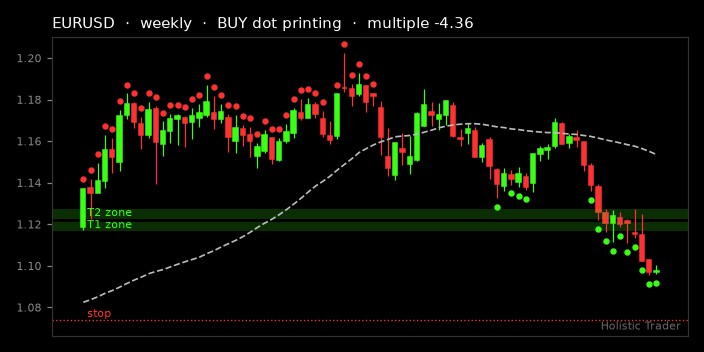 EURUSD · weekly · BUY dot printing · multiple -4.36
1.20
1.18
1.16
1.14
T2 zone
1.12
T1 zone
1.10
1.08
stop
Holistic Trader